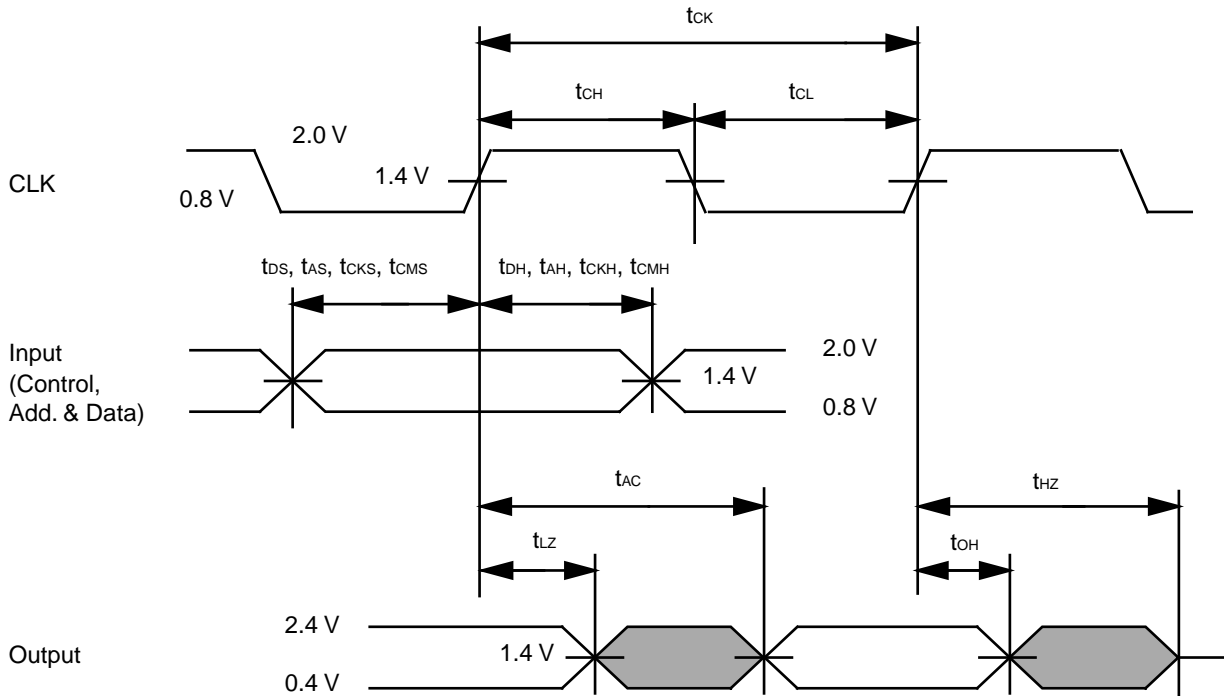 tCK
tCH
tCL
2.0 V
CLK
1.4 V
0.8 V
tDS, tAS, tCKS, tCMS
tDH, tAH, tCKH, tCMH
Input
(Control,
Add. & Data)
2.0 V
1.4 V
0.8 V
tAC
tHZ
tLZ
tOH
2.4 V
Output
1.4 V
0.4 V